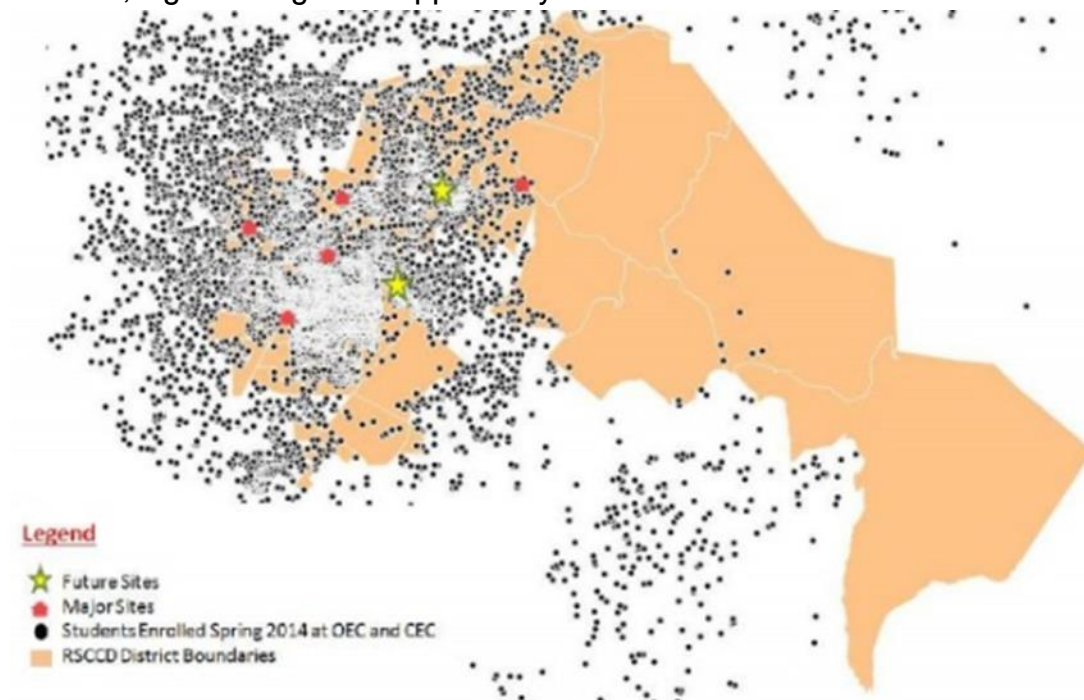 Legend
Future Sites
Major Sites
Students Enrolled Spring 2014 at OEC and CEC
RSCCD District Boundaries